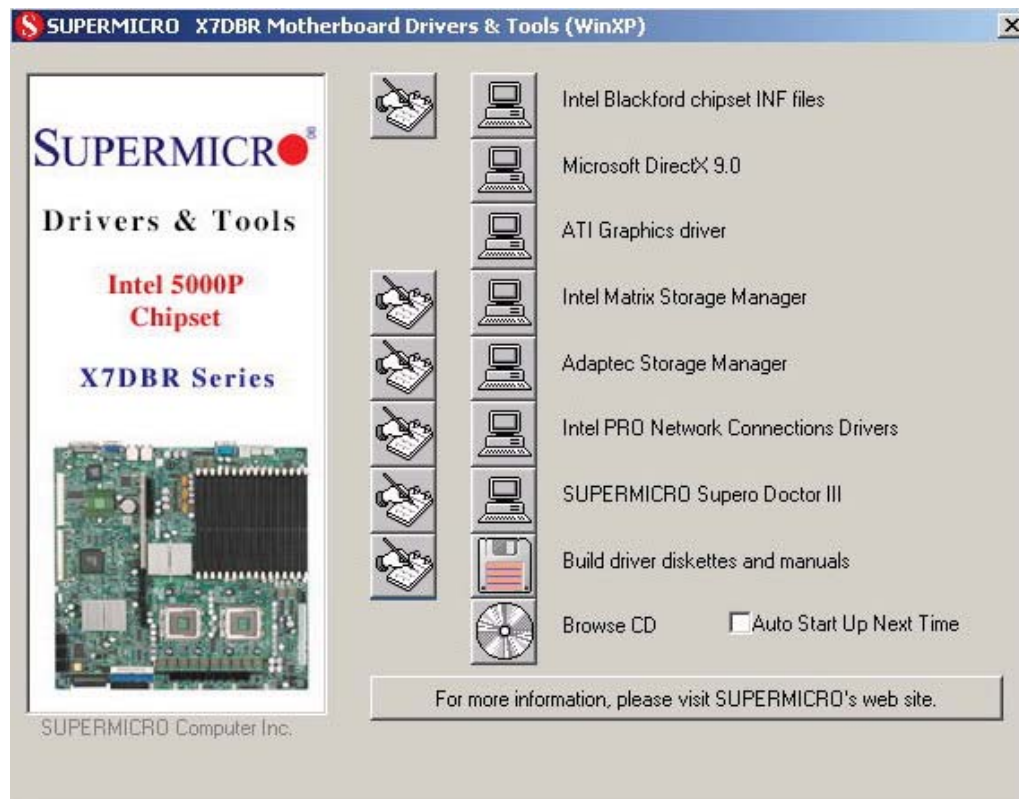 SUPERMICRO X7DBR Motherboard Drivers & Tools (WinXP)
SUPERMICRO®
Drivers & Tools
Intel 5000P
Chipset
X7DBR Series
SUPERMICRO Computer Inc.
Intel Blackford chipset INF files
Microsoft DirectX 9.0
ATI Graphics driver
Intel Matrix Storage Manager
Adaptec Storage Manager
Intel PRO Network Connections Drivers
SUPERMICRO Supero Doctor III
Build driver diskettes and manuals
Browse CD
Auto Start Up Next Time
For more information, please visit SUPERMICRO's web site.